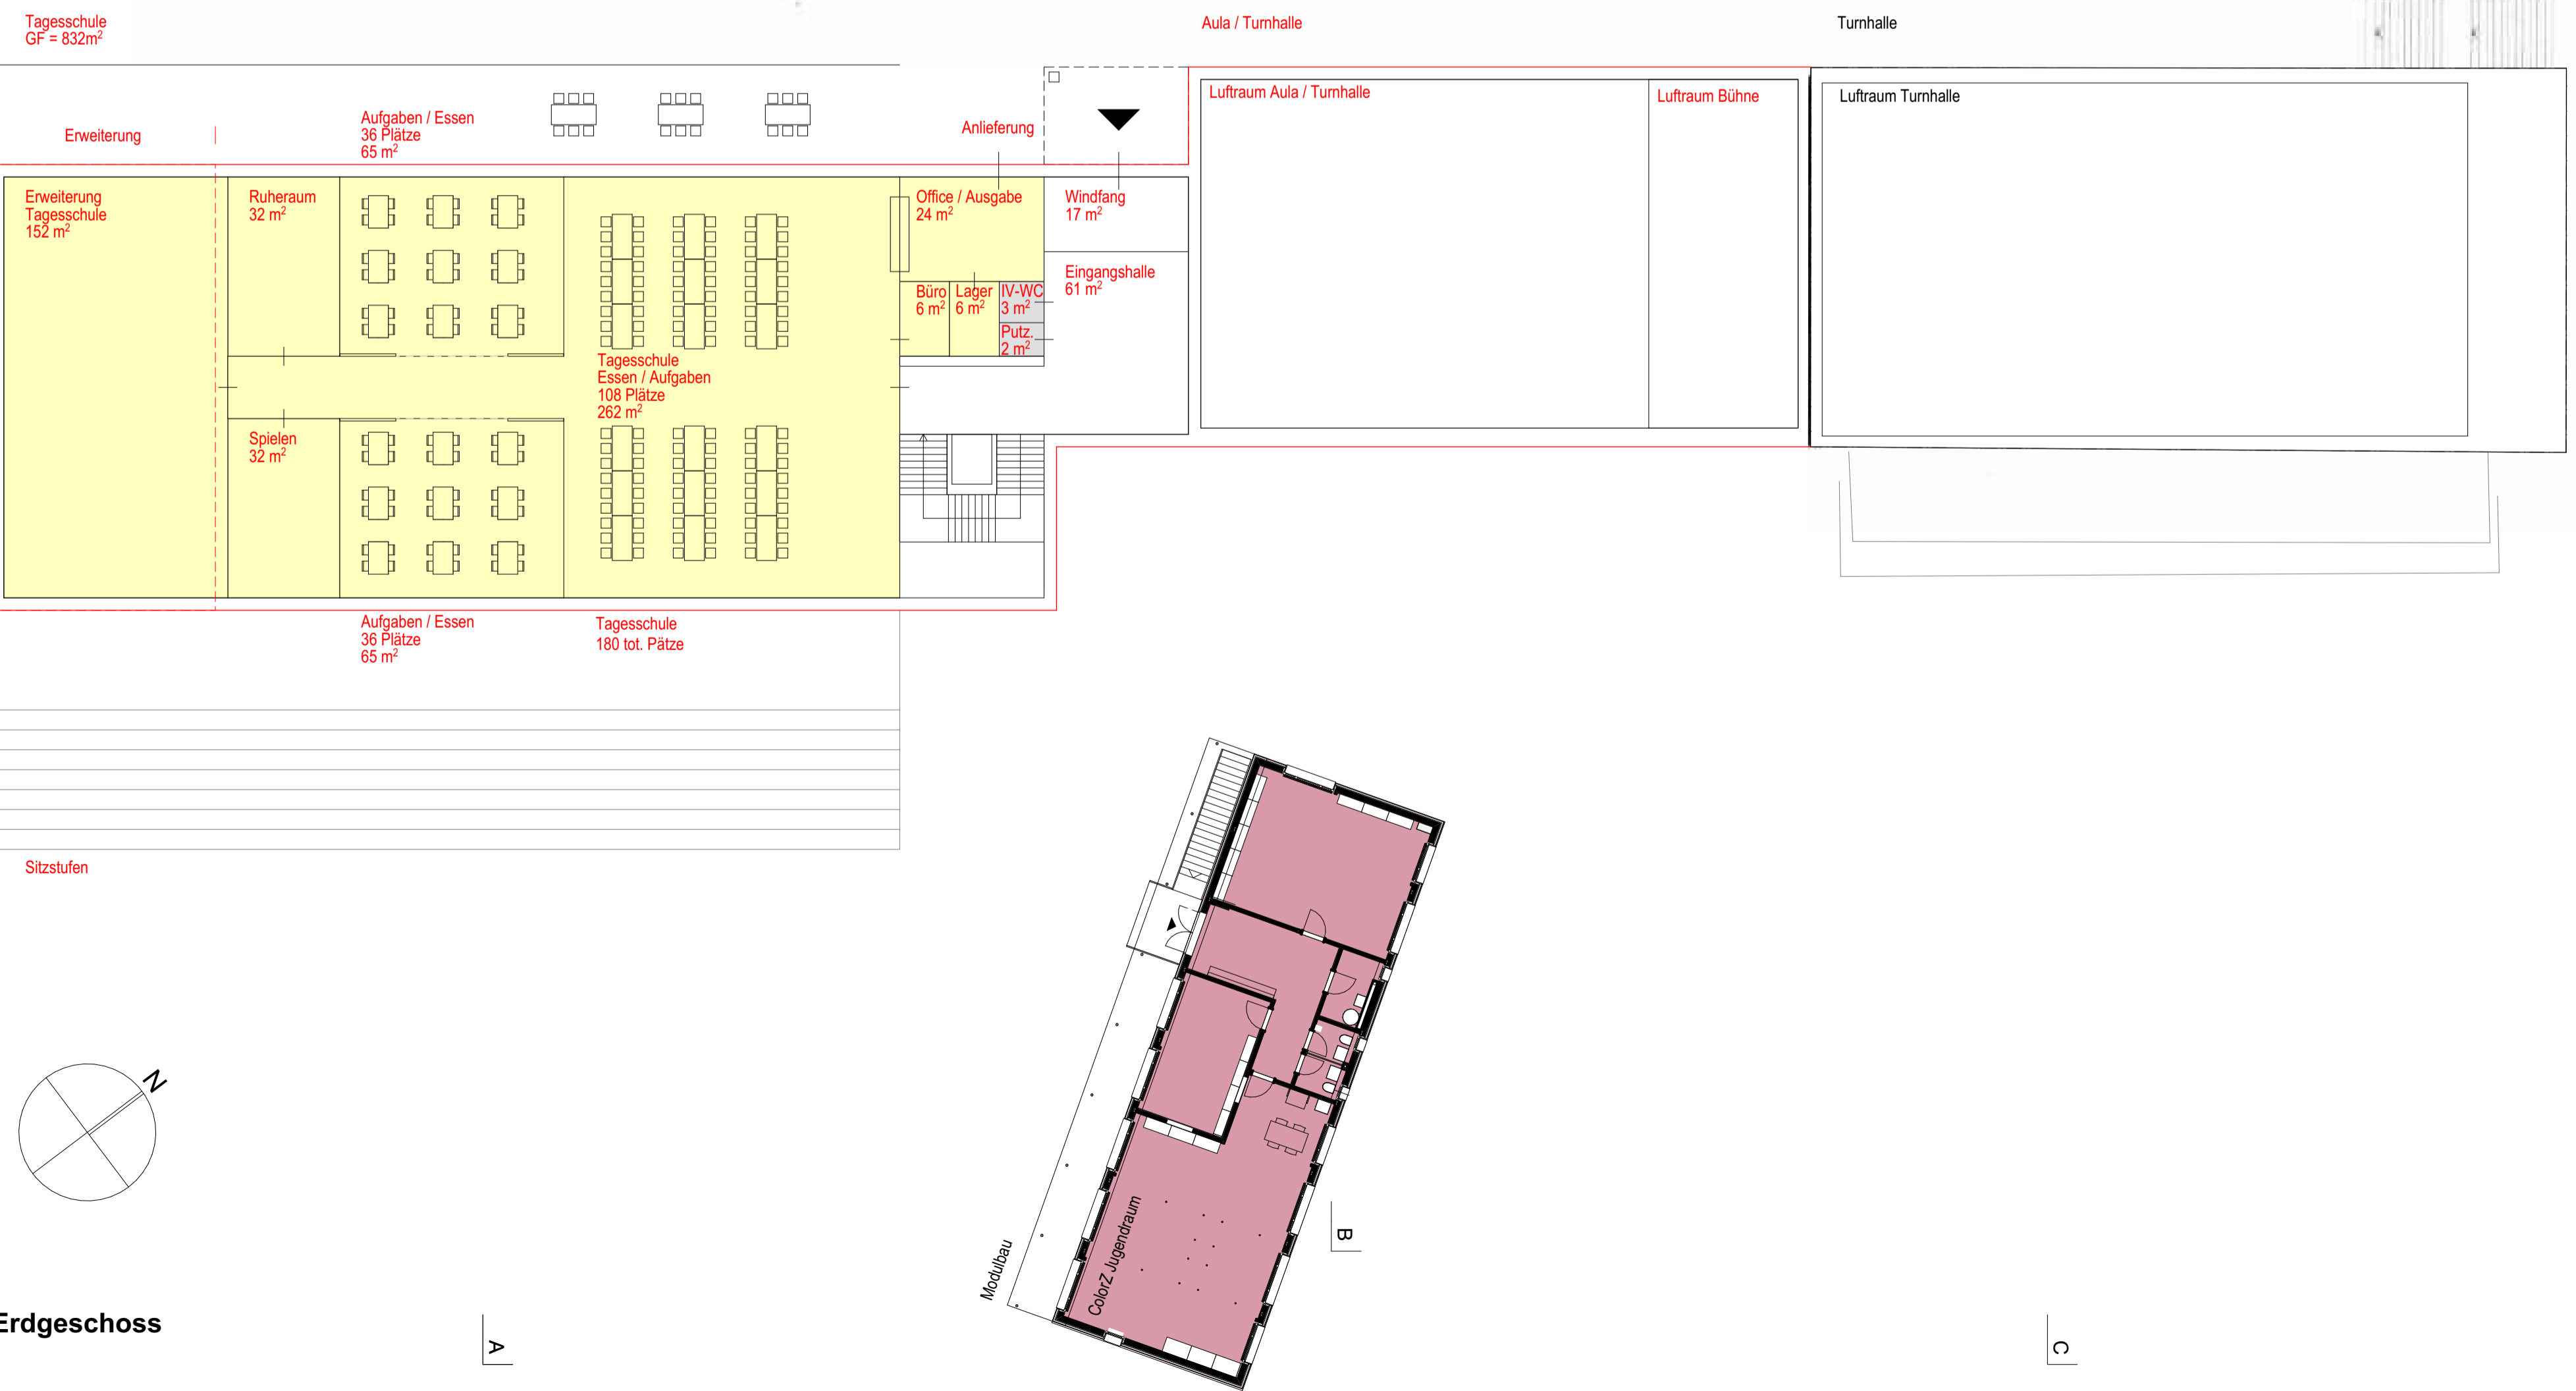 Tagesschule
GF = 832m²
Aula / Turnhalle
Turnhalle
Erweiterung
Aufgaben / Essen
36 Plätze
65 m²
Anlieferung
Luftraum Aula / Turnhalle
Luftraum Bühne
Luftraum Turnhalle
Erweiterung
Tagesschule
152 m²
Ruheraum
32 m²
Office / Ausgabe
24 m²
Windfang
17 m²
Eingangshalle
61 m²
Büro
6 m²
Lager
6 m²
IV-WC
3 m²
Putz.
2 m²
Tagesschule
Essen / Aufgaben
108 Plätze
262 m²
Spielen
32 m²
Aufgaben / Essen
36 Plätze
65 m²
Tagesschule
180 tot. Pätze
Sitzstufen
N
Modulbau
ColorZ Jugendraum
B
Erdgeschoss
A
C